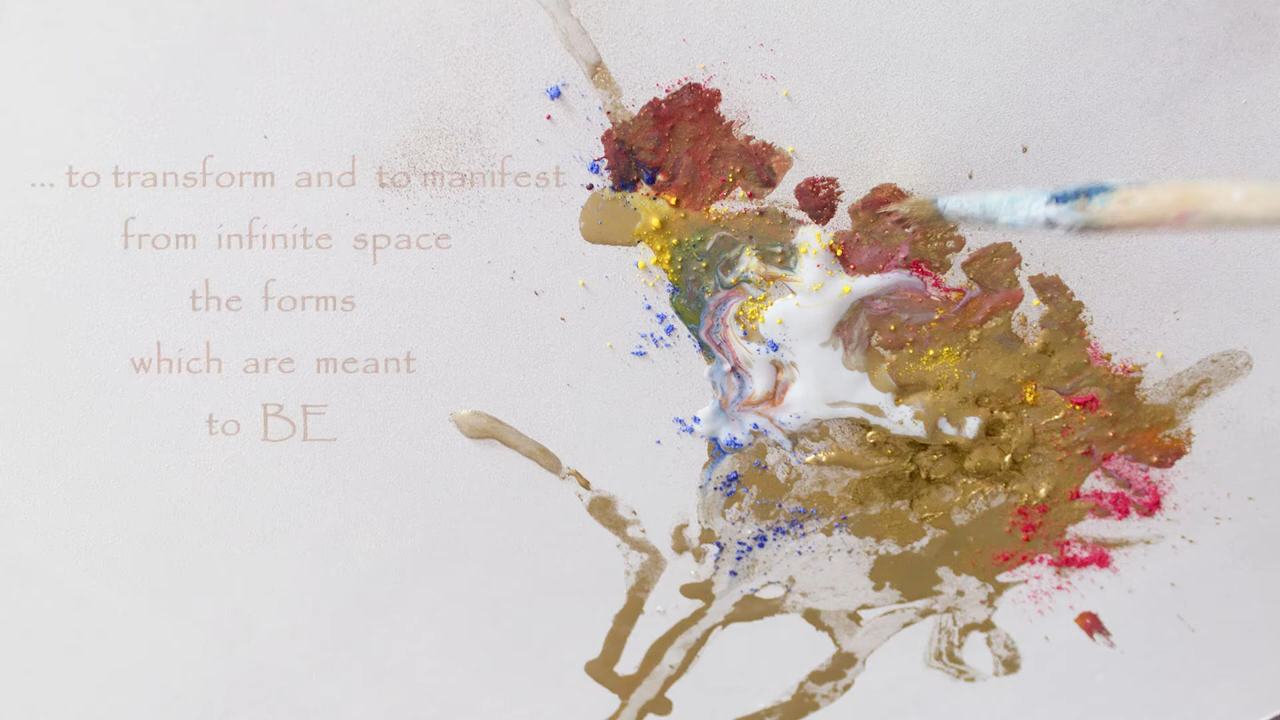 ... to transform and to manifest
from infinite space
the forms
which are meant
to BE